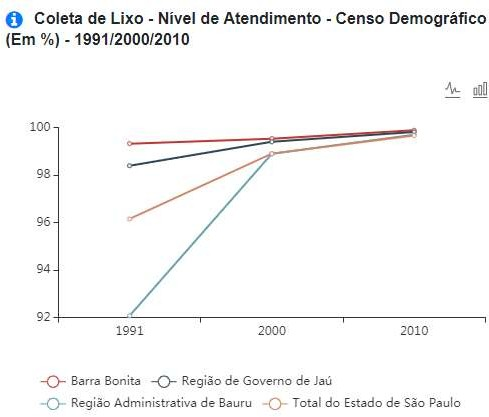 Coleta de Lixo - Nível de Atendimento - Censo Demográfico
(Em %) - 1991/2000/2010
100
98
96
94
92
1991 2000 2010
Barra Bonita Região de Governo de Jaú
Região Administrativa de Bauru Total do Estado de São Paulo